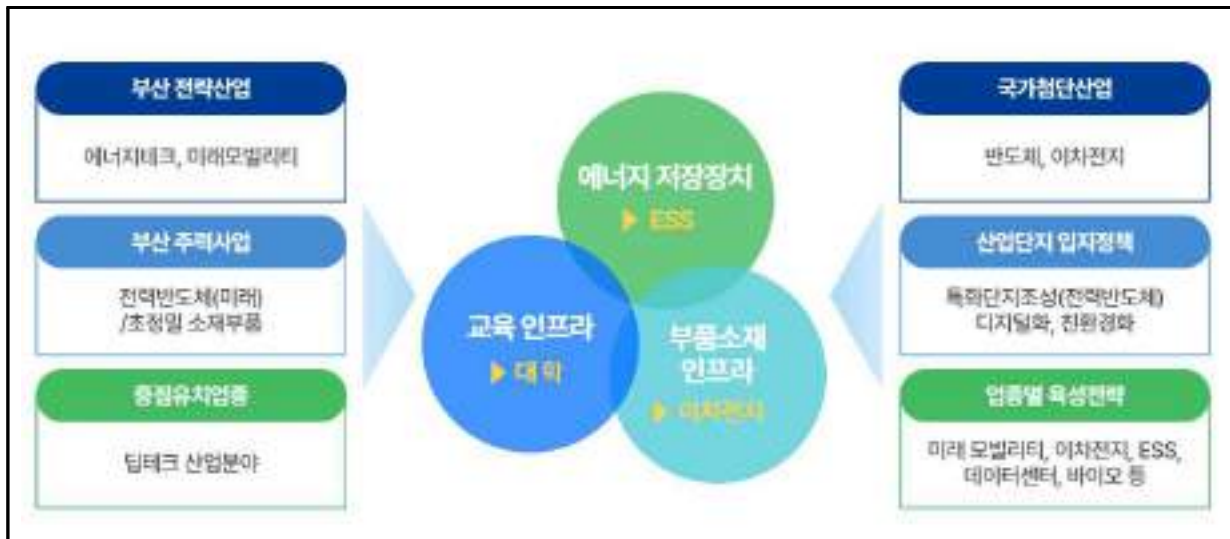 부산 전략산업
에너지테크, 미래모빌리티
부산 주력사업
전력반도체(미래)
/초정밀 소재부품
중점유치업종
딥테크 산업분야
에너지 저장장치
▶ ESS
교육 인프라
▶ 대학
부품소재
인프라
▶ 이차전지
국가첨단산업
반도체, 이차전지
산업단지 입지정책
특화단지조성(전력반도체)
디지털화, 친환경화
업종별 육성전략
미래 모빌리티, 이차전지, ESS,
데이터센터, 바이오 등